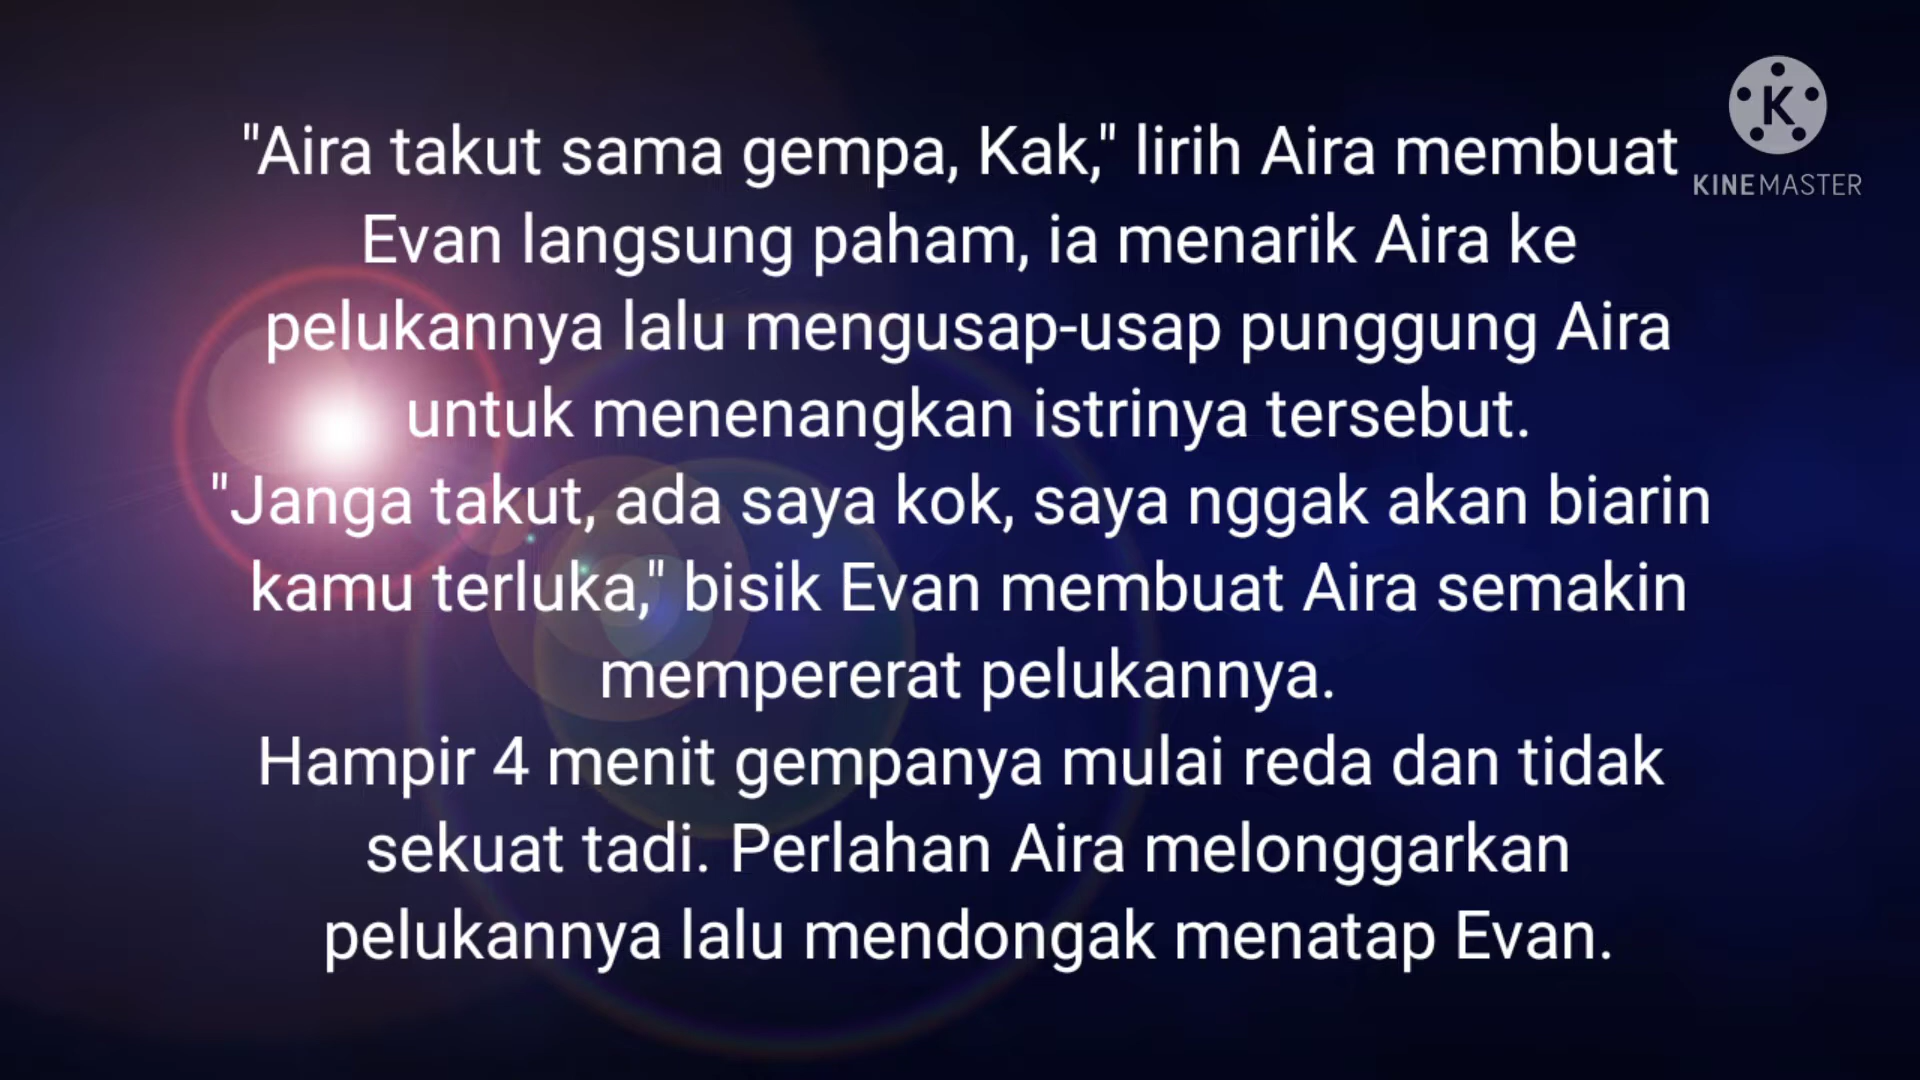 "Aira takut sama gempa, Kak," lirih Aira membuat
Evan langsung paham, ia menarik Aira ke
pelukannya lalu mengusap-usap punggung Aira
untuk menenangkan istrinya tersebut.
"Janga takut, ada saya kok, saya nggak akan biarin
kamu terluka," bisik Evan membuat Aira semakin
mempererat pelukannya.
Hampir 4 menit gempanya mulai reda dan tidak
sekuat tadi. Perlahan Aira melonggarkan
pelukannya lalu mendongak menatap Evan.
K
KINEMASTER